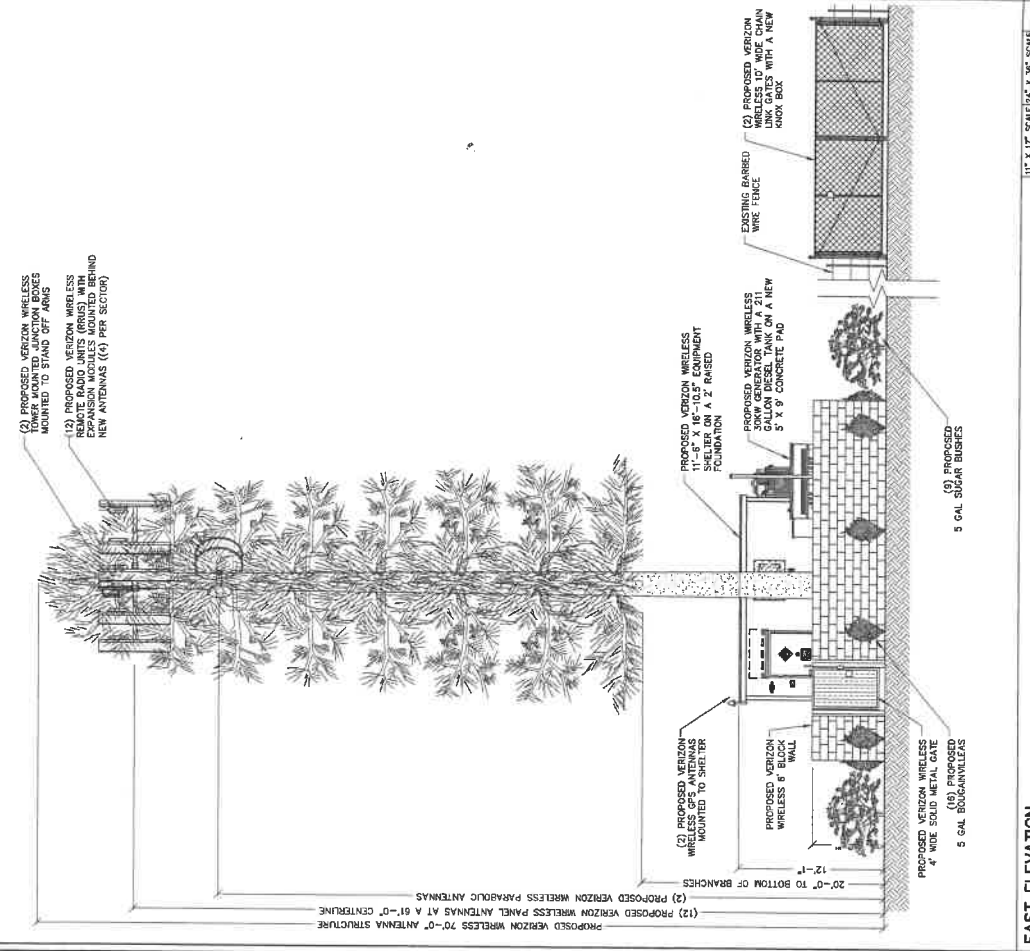 (2) PROPOSED VERIZON WIRELESS
TOWER MOUNTED JUNCTION BOXES
MOUNTED TO STAND OFF ARMS
(12) PROPOSED VERIZON WIRELESS
REMOTE RADIO UNITS (RRUS) WITH
EXPANSION MODULES MOUNTED BEHIND
NEW ANTENNAS ((4) PER SECTOR)
(2) PROPOSED VERIZON
WIRELESS 10' WIDE CHAIN
LINK GATES WITH A NEW
KNOX BOX
EXISTING BARBED
WIRE FENCE
PROPOSED VERIZON WIRELESS
30KW GENERATOR WITH A 211
GALLON DIESEL TANK ON A NEW
5' X 9' CONCRETE PAD
PROPOSED VERIZON WIRELESS
11'-6" X 16'-10.5" EQUIPMENT
SHELTER ON A 2' RAISED
FOUNDATION
(2) PROPOSED VERIZON
WIRELESS GPS ANTENNAS
MOUNTED TO SHELTER
PROPOSED VERIZON
WIRELESS 6' BLOCK
WALL
PROPOSED VERIZON WIRELESS
4' WIDE SOLID METAL GATE
(16) PROPOSED
5 GAL BOUGAINVILLEAS
(9) PROPOSED
5 GAL SUGAR BUSHES
12'-1"
20'-0" TO BOTTOM OF BRANCHES
(2) PROPOSED VERIZON WIRELESS PARABOLIC ANTENNAS
(12) PROPOSED VERIZON WIRELESS PANEL ANTENNAS AT A 61'-0" CENTERLINE
PROPOSED VERIZON WIRELESS 70'-0" ANTENNA STRUCTURE
EAST ELEVATION
11" X 17" SCALE
24" X 36" SCALE